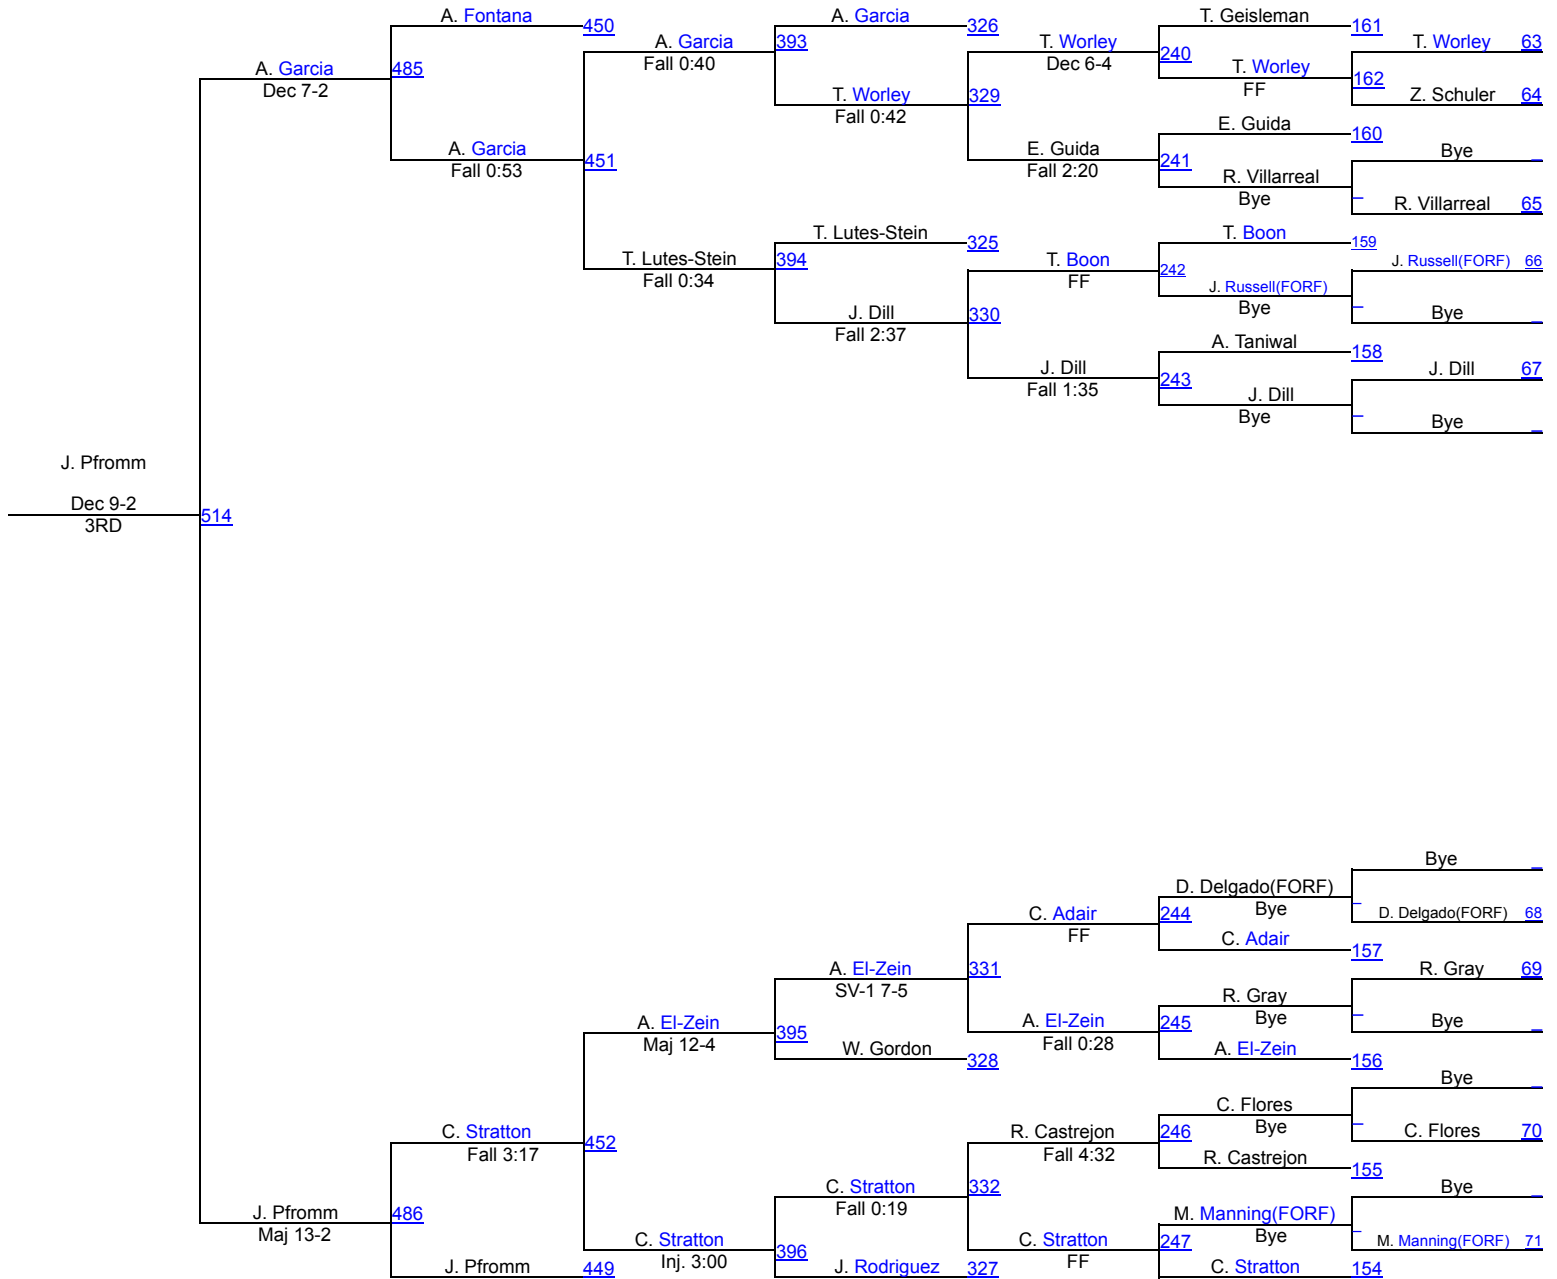 A. Fontana
450
A. Garcia
326
T. Geisleman
161
A. Garcia
Fall 0:40
393
T. Worley
Dec 6-4
240
T. Worley 63
A. Garcia
Dec 7-2
485
T. Worley
FF
162
T. Worley
Fall 0:42
329
Z. Schuler 64
E. Guida
160
A. Garcia
Fall 0:53
451
E. Guida
Fall 2:20
241
Bye _
R. Villarreal
Bye
_
R. Villarreal 65
T. Lutes-Stein
325
T. Boon
159
T. Lutes-Stein
Fall 0:34
394
T. Boon
FF
242
J. Russell(FORF) 66
J. Russell(FORF)
Bye
_
J. Dill
Fall 2:37
330
Bye _
A. Taniwal
158
J. Dill
Fall 1:35
243
J. Dill 67
J. Dill
Bye
_
Bye _
J. Pfromm
Dec 9-2
3RD
514
Bye _
D. Delgado(FORF)
Bye
_
C. Adair
FF
244
D. Delgado(FORF) 68
C. Adair
157
A. El-Zein
SV-1 7-5
331
R. Gray 69
R. Gray
Bye
_
A. El-Zein
Maj 12-4
395
A. El-Zein
Fall 0:28
245
Bye _
W. Gordon
328
A. El-Zein
156
Bye _
C. Flores
Bye
_
C. Stratton
Fall 3:17
452
R. Castrejon
Fall 4:32
246
C. Flores 70
R. Castrejon
155
C. Stratton
Fall 0:19
332
Bye _
J. Pfromm
Maj 13-2
486
M. Manning(FORF)
Bye
_
C. Stratton
Inj. 3:00
396
C. Stratton
FF
247
M. Manning(FORF) 71
J. Pfromm
449
J. Rodriguez
327
C. Stratton
154